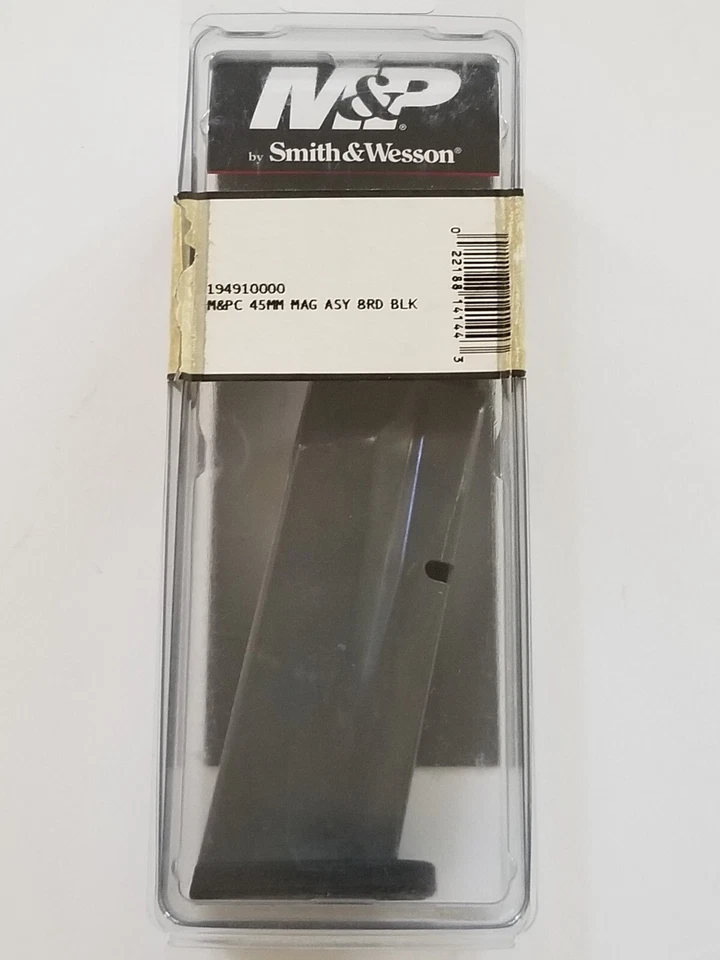 M&P®
by Smith&Wesson®
194910000
M&PC 45MM MAG ASY 8RD BLK
0 22188 14144 3